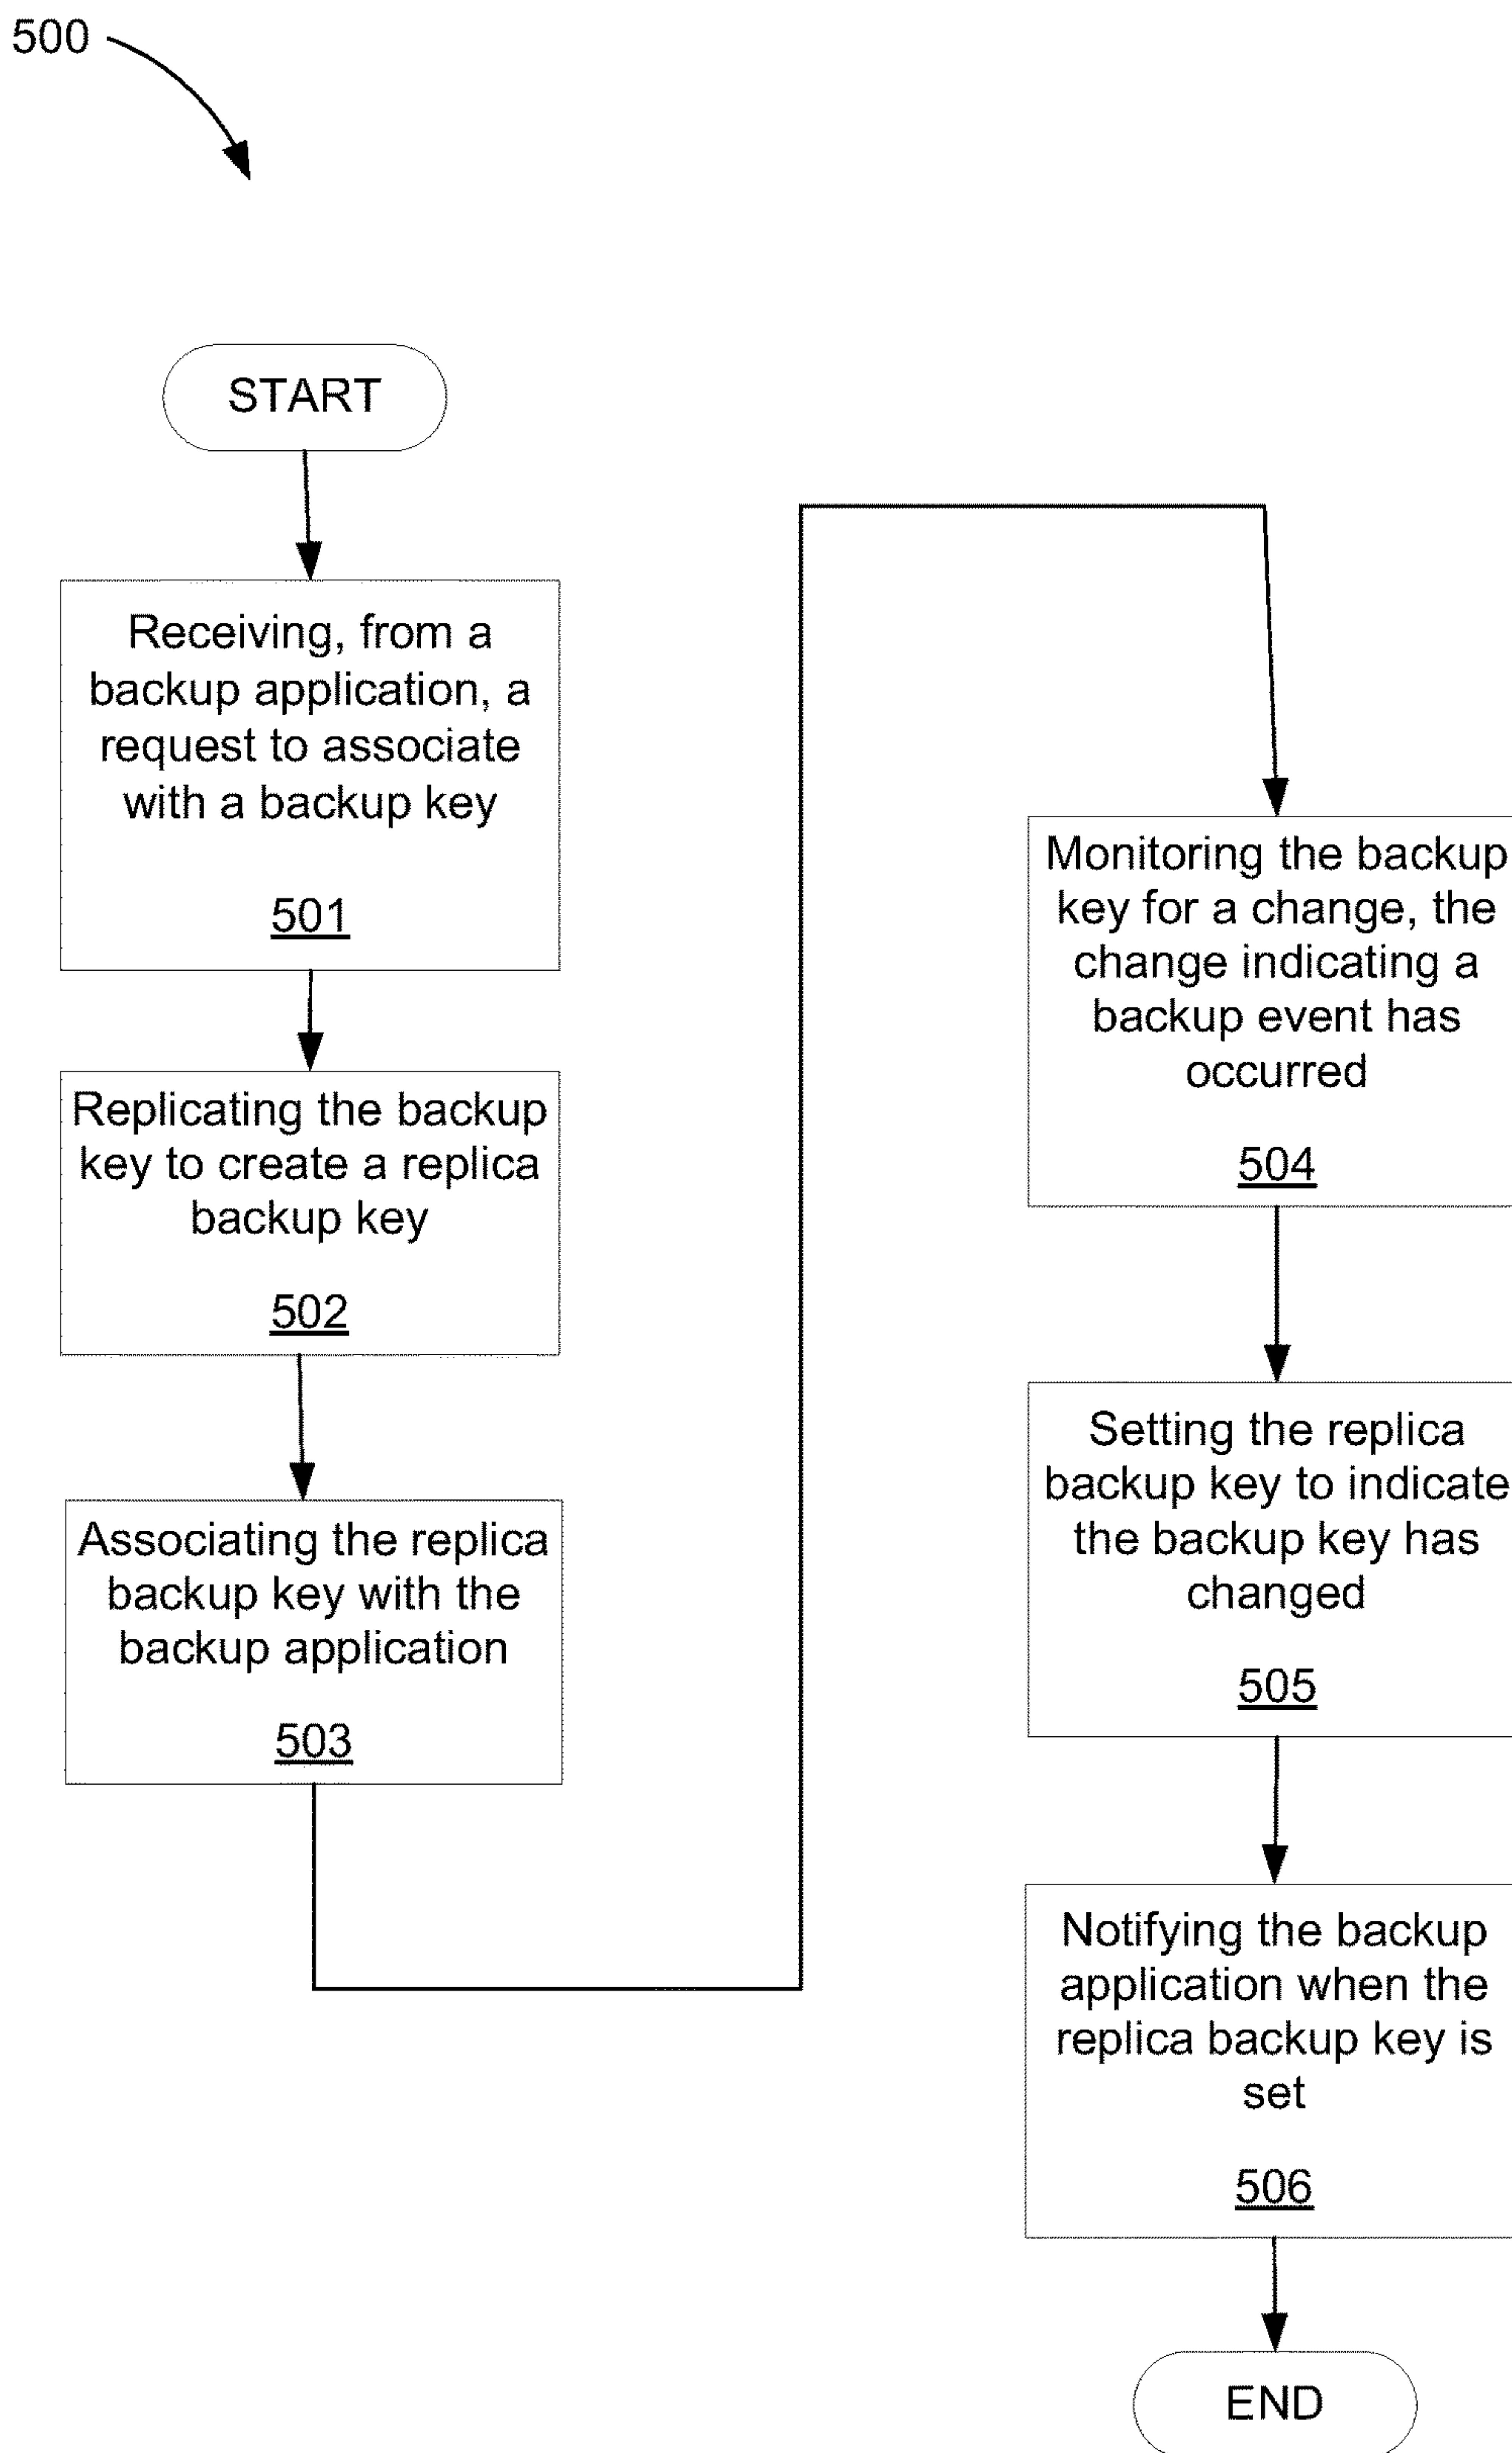 500
START
Receiving, from a
backup application, a
request to associate
with a backup key
501
Replicating the backup
key to create a replica
backup key
502
Associating the replica
backup key with the
backup application
503
Monitoring the backup
key for a change, the
change indicating a
backup event has
occurred
504
Setting the replica
backup key to indicate
the backup key has
changed
505
Notifying the backup
application when the
replica backup key is
set
506
END